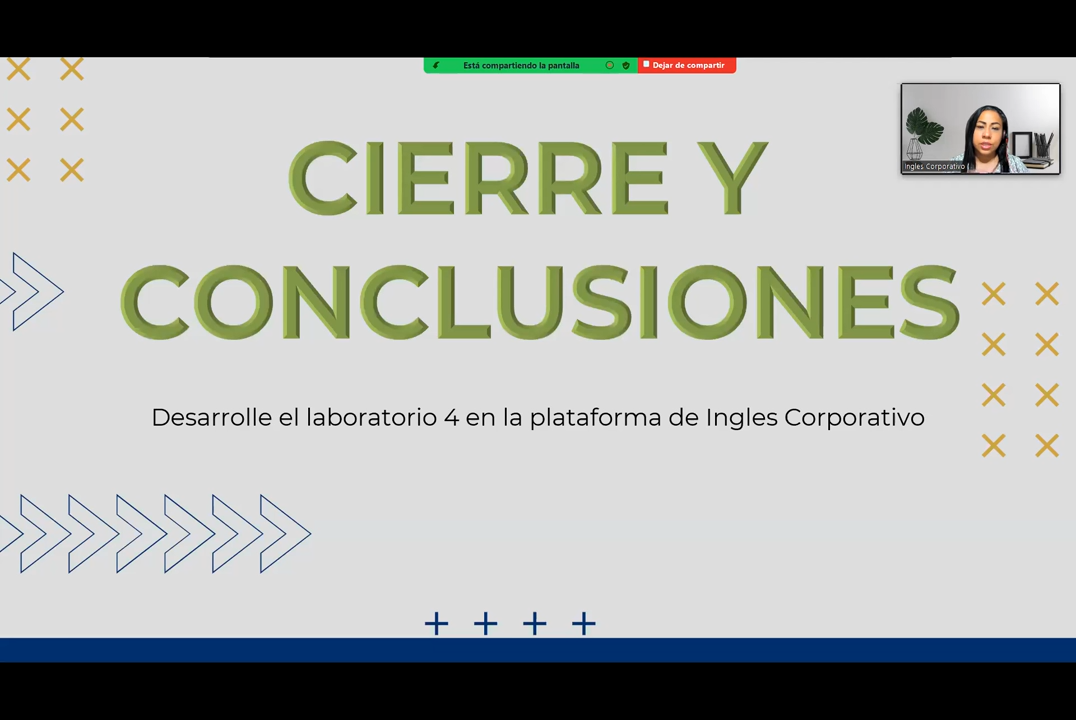 Está compartiendo la pantalla
Dejar de compartir
CIERRE Y
CONCLUSIONES
Ingles Corporativo
Desarrolle el laboratorio 4 en la plataforma de Ingles Corporativo